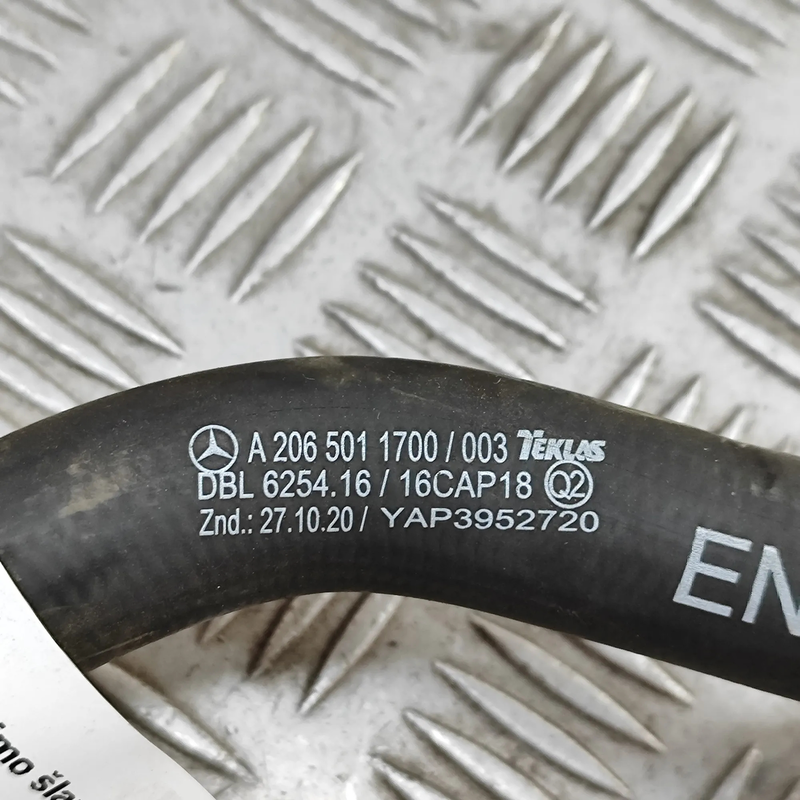 A 206 501 1700 / 003 TEKLAS
DBL 6254.16 / 16CAP18 Q2
Znd.: 27.10.20 / YAP3952720
EN